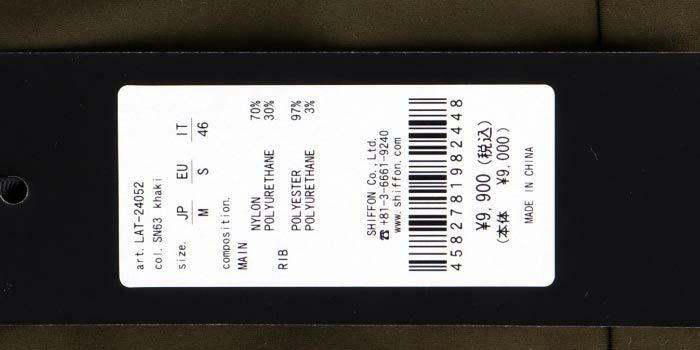 art. LAT-24052
col. SN63 khaki
size. JP EU IT
M S 46
composition.
MAIN
NYLON 70%
POLYURETHANE 30%
RIB
POLYESTER 97%
POLYURETHANE 3%
SHIFFON Co., Ltd.
☎ +81-3-6661-9240
www.shiffon.com
4582781982448
¥9,900 (税込)
(本体 ¥9,000)
MADE IN CHINA